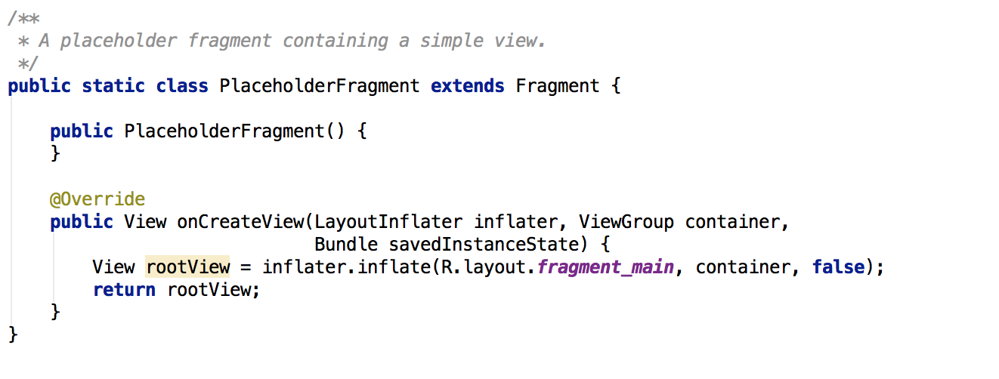 /**
 * A placeholder fragment containing a simple view.
 */
public static class PlaceholderFragment extends Fragment {

    public PlaceholderFragment() {
    }

    @Override
    public View onCreateView(LayoutInflater inflater, ViewGroup container,
                             Bundle savedInstanceState) {
        View rootView = inflater.inflate(R.layout.fragment_main, container, false);
        return rootView;
    }
}